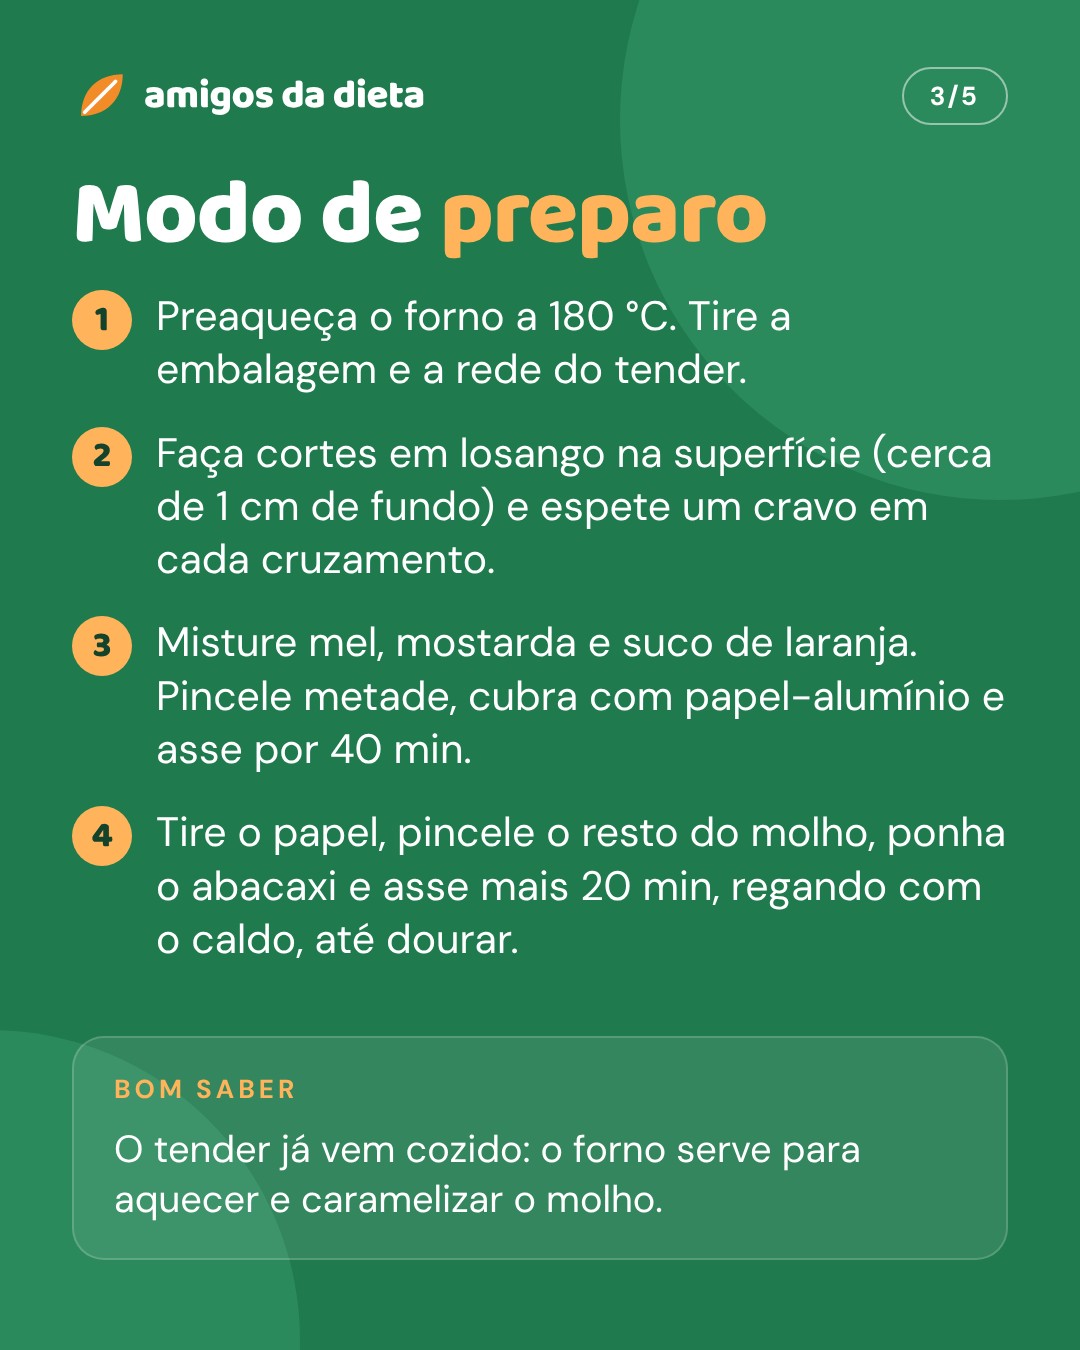 amigos da dieta
3/5
Modo de preparo
1
Preaqueça o forno a 180 °C. Tire a
embalagem e a rede do tender.
2
Faça cortes em losango na superfície (cerca
de 1 cm de fundo) e espete um cravo em
cada cruzamento.
3
Misture mel, mostarda e suco de laranja.
Pincele metade, cubra com papel-alumínio e
asse por 40 min.
4
Tire o papel, pincele o resto do molho, ponha
o abacaxi e asse mais 20 min, regando com
o caldo, até dourar.
BOM SABER
O tender já vem cozido: o forno serve para
aquecer e caramelizar o molho.